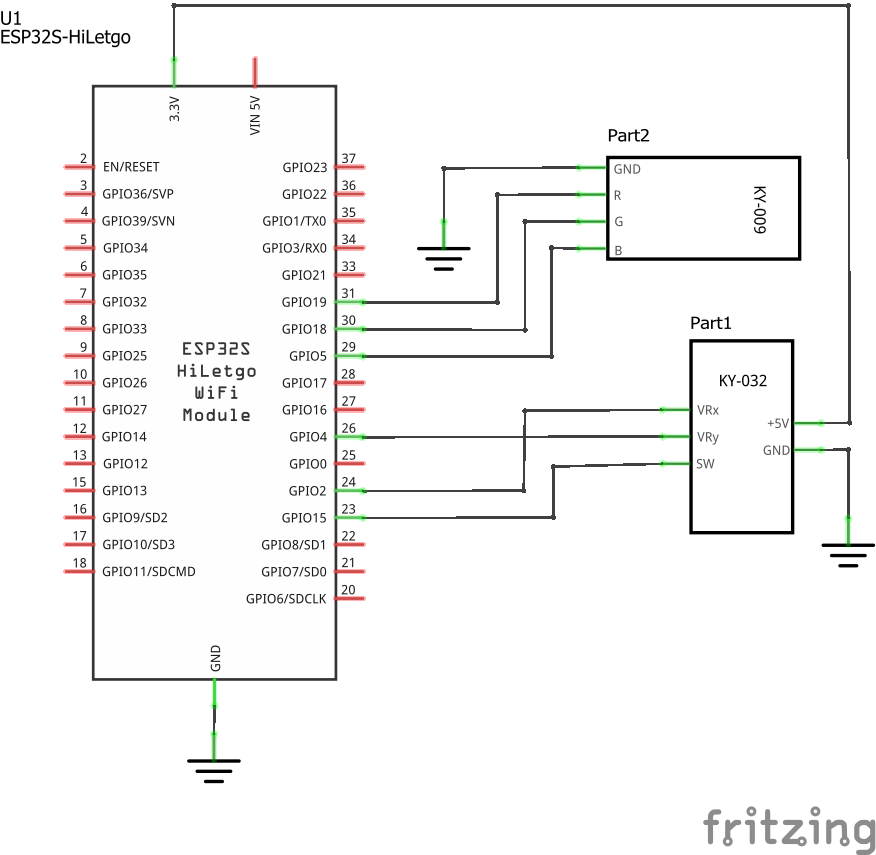 U1
ESP32S-HiLetgo
3.3V
VIN 5V
2
EN/RESET
3
GPIO36/SVP
4
GPIO39/SVN
5
GPIO34
6
GPIO35
7
GPIO32
8
GPIO33
9
GPIO25
10
GPIO26
11
GPIO27
12
GPIO14
13
GPIO12
15
GPIO13
16
GPIO9/SD2
17
GPIO10/SD3
18
GPIO11/SDCMD
ESP32S
HiLetgo
WiFi
Module
GPIO23
37
GPIO22
36
GPIO1/TX0
35
GPIO3/RX0
34
GPIO21
33
GPIO19
31
GPIO18
30
GPIO5
29
GPIO17
28
GPIO16
27
GPIO4
26
GPIO0
25
GPIO2
24
GPIO15
23
GPIO8/SD1
22
GPIO7/SD0
21
GPIO6/SDCLK
20
GND
Part2
GND
R
G
B
KY-009
Part1
KY-032
VRx
VRy
SW
+5V
GND
fritzing